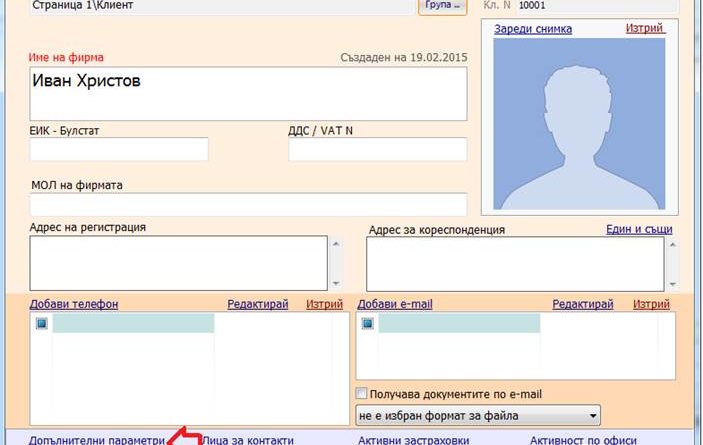 Страница 1\Клиент Група ... Кл. N 10001
Зареди снимка Изтрий
Име на фирма Създаден на 19.02.2015
Иван Христов
ЕИК - Булстат ДДС / VAT N
МОЛ на фирмата
Адрес на регистрация Адрес за кореспонденция Един и същи
Добави телефон Редактирай Изтрий Добави e-mail Редактирай Изтрий
Получава документите по e-mail
не е избран формат за файла
Допълнителни параметри Лица за контакти Активни застраховки Активност по офиси